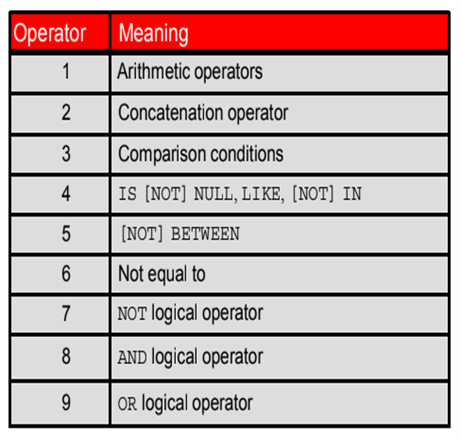 Operator Meaning
1 Arithmetic operators
2 Concatenation operator
3 Comparison conditions
4 IS [NOT] NULL, LIKE, [NOT] IN
5 [NOT] BETWEEN
6 Not equal to
7 NOT logical operator
8 AND logical operator
9 OR logical operator